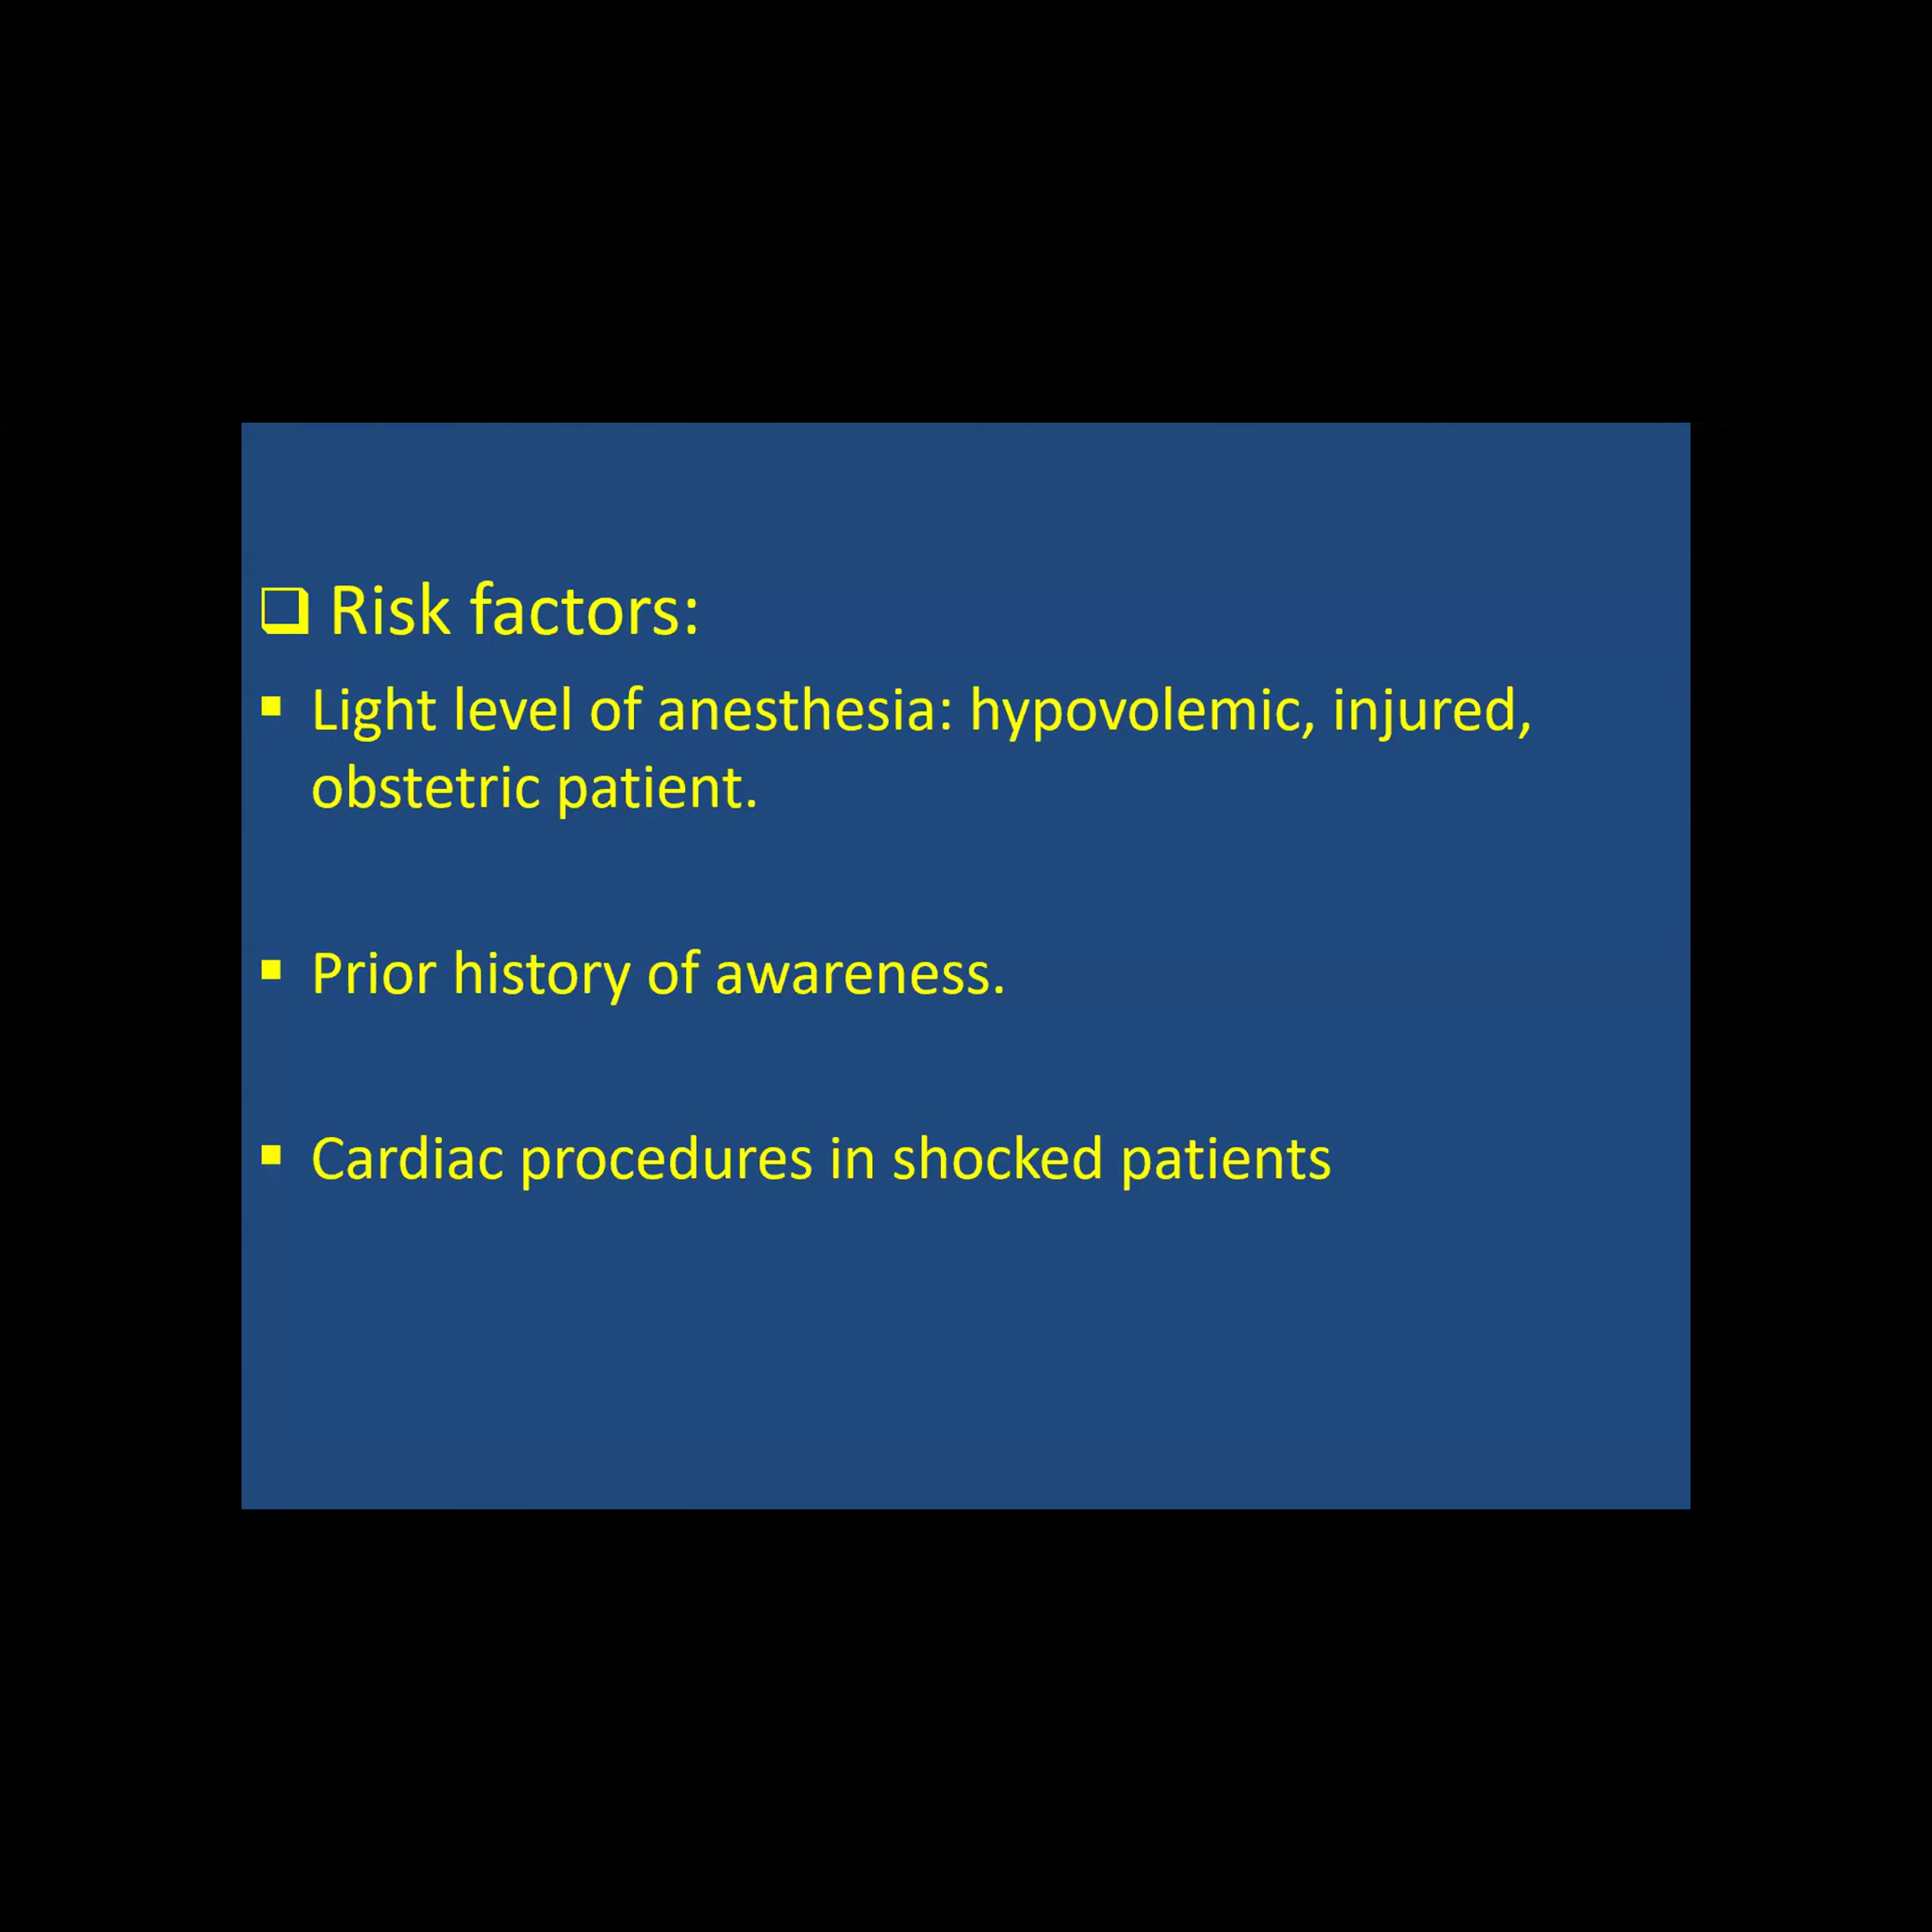 ❑ Risk factors:
▪ Light level of anesthesia: hypovolemic, injured,
obstetric patient.
▪ Prior history of awareness.
▪ Cardiac procedures in shocked patients